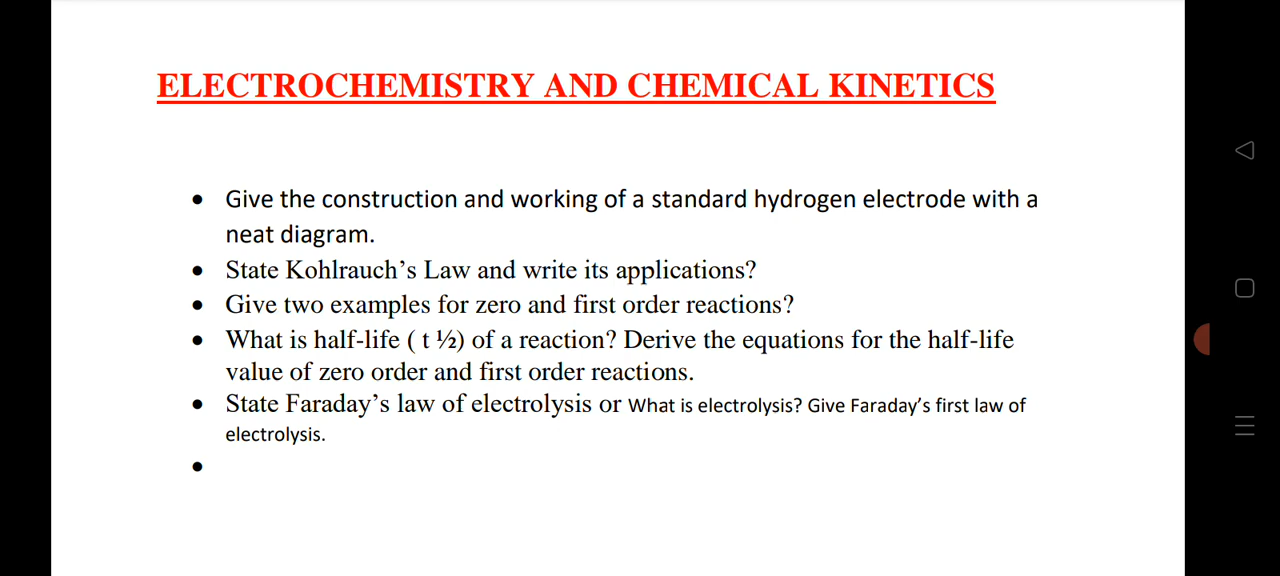 ELECTROCHEMISTRY AND CHEMICAL KINETICS
• Give the construction and working of a standard hydrogen electrode with a
neat diagram.
• State Kohlrauch’s Law and write its applications?
• Give two examples for zero and first order reactions?
• What is half-life ( t ½) of a reaction? Derive the equations for the half-life
value of zero order and first order reactions.
• State Faraday’s law of electrolysis or What is electrolysis? Give Faraday’s first law of
electrolysis.
•